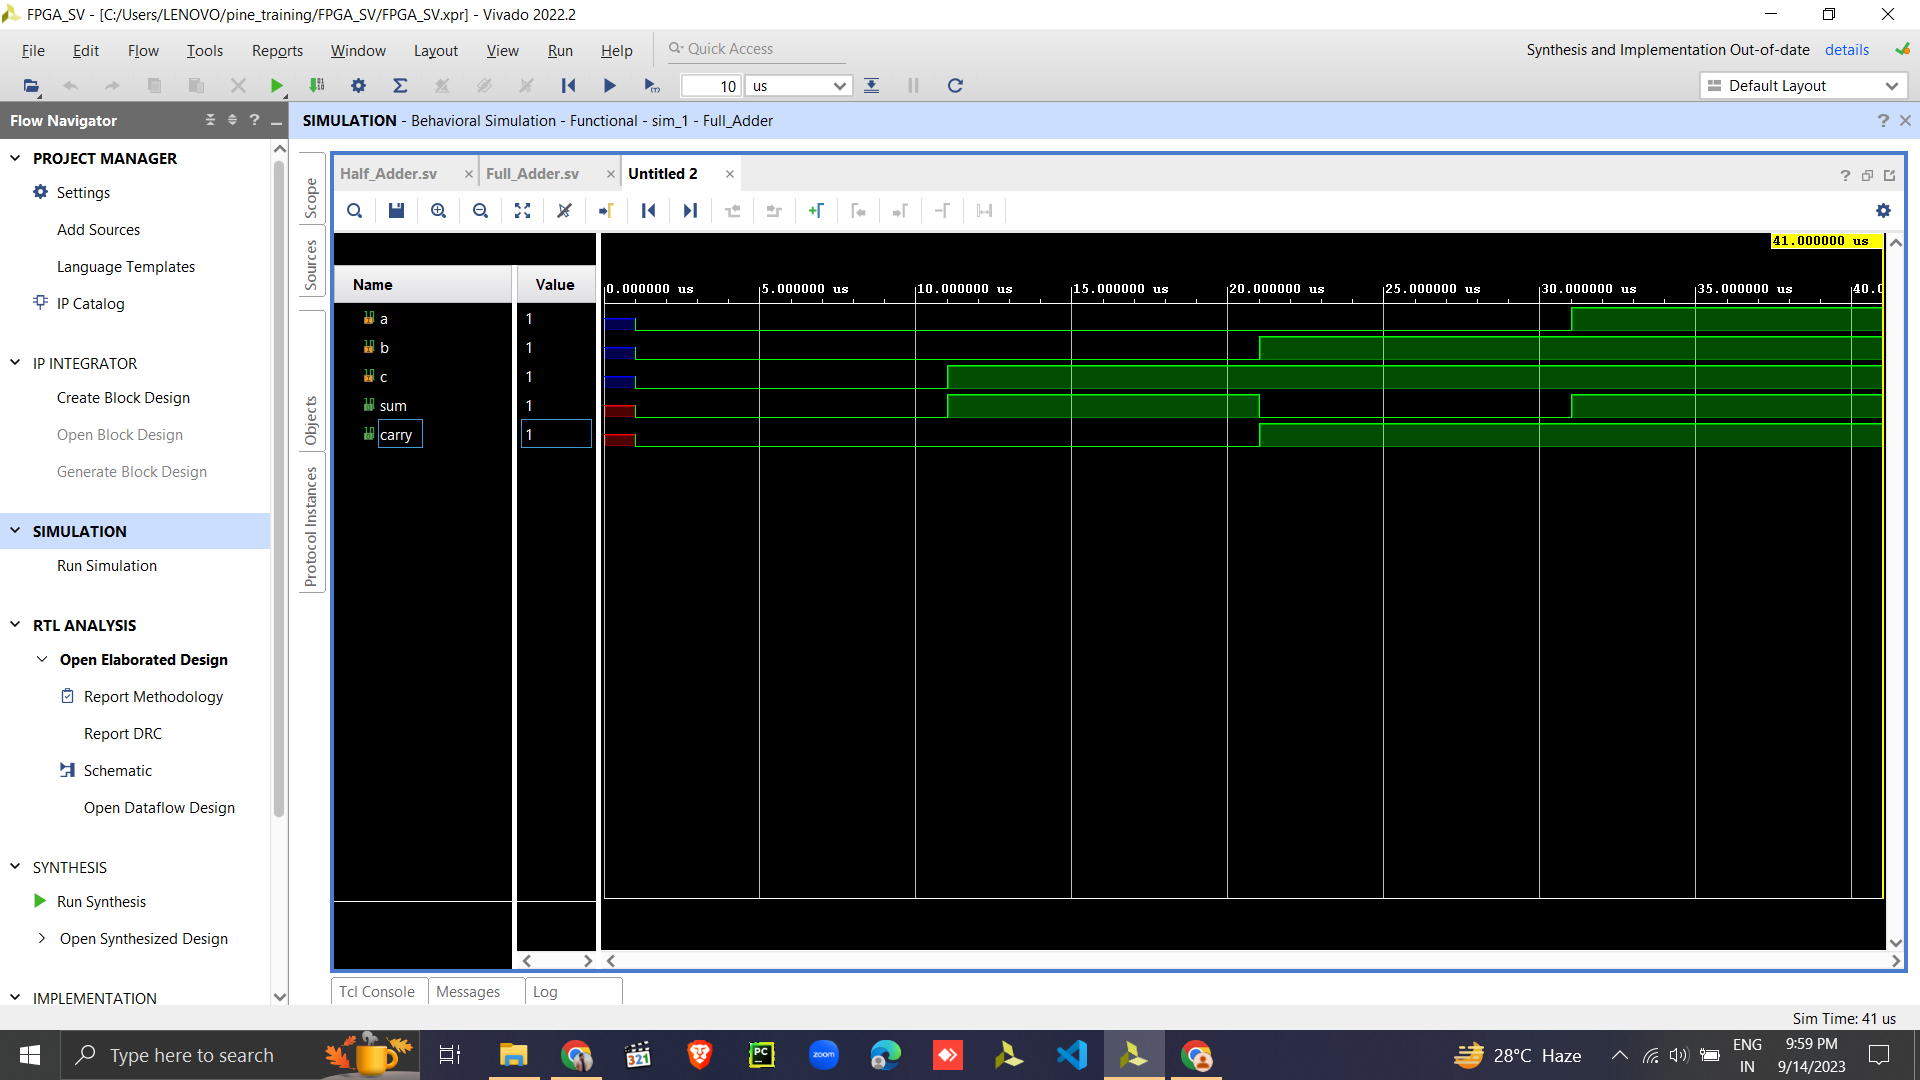 FPGA_SV - [C:/Users/LENOVO/pine_training/FPGA_SV/FPGA_SV.xpr] - Vivado 2022.2
File Edit Flow Tools Reports Window Layout View Run Help Quick Access
Synthesis and Implementation Out-of-date details
10 us
Default Layout
Flow Navigator
SIMULATION - Behavioral Simulation - Functional - sim_1 - Full_Adder
PROJECT MANAGER
Settings
Add Sources
Language Templates
IP Catalog
IP INTEGRATOR
Create Block Design
Open Block Design
Generate Block Design
SIMULATION
Run Simulation
RTL ANALYSIS
Open Elaborated Design
Report Methodology
Report DRC
Schematic
Open Dataflow Design
SYNTHESIS
Run Synthesis
Open Synthesized Design
IMPLEMENTATION
Scope
Sources
Objects
Protocol Instances
Half_Adder.sv
Full_Adder.sv
Untitled 2
41.000000 us
Name Value
0.000000 us 5.000000 us 10.000000 us 15.000000 us 20.000000 us 25.000000 us 30.000000 us 35.000000 us 40.0
a 1
b 1
c 1
sum 1
carry 1
Tcl Console Messages Log
Sim Time: 41 us
Type here to search
321
PC
zoom
28°C Haze
ENG
IN
9:59 PM
9/14/2023